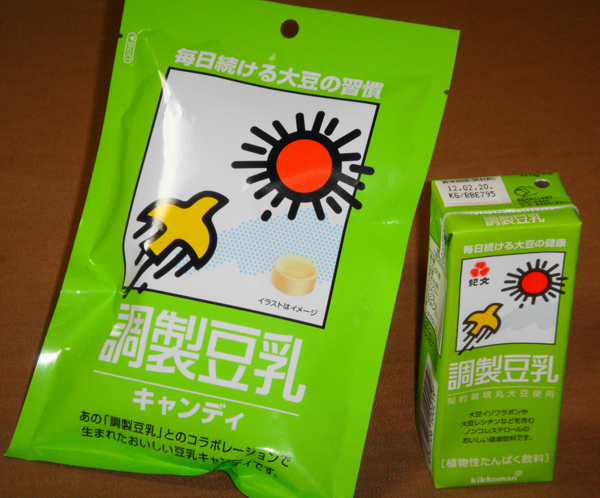 毎日続ける大豆の習慣
イラストはイメージ
調製豆乳
キャンディ
あの「調製豆乳」とのコラボレーションで
生まれたおいしい豆乳キャンディです。
12.02.20.
KG/BBE795
調製豆乳
毎日続ける大豆の健康
紀文
調製豆乳
契約栽培丸大豆使用
大豆イソフラボンや
大豆レシチンなどを含む
ノンコレステロールの
おいしい健康飲料です。
[植物性たんぱく飲料]
kikkoman